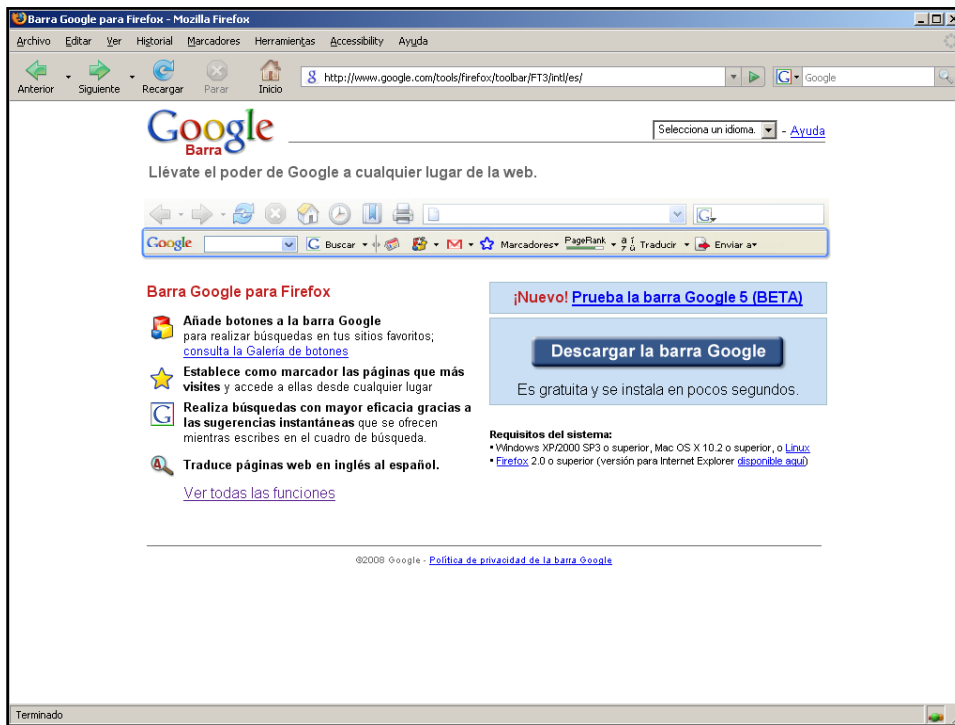 Barra Google para Firefox - Mozilla Firefox
Archivo Editar Ver Historial Marcadores Herramientas Accessibility Ayuda
Anterior Siguiente Recargar Parar Inicio http://www.google.com/tools/firefox/toolbar/FT3/intl/es/ G Google
Google
Barra
Selecciona un idioma. - Ayuda
Llévate el poder de Google a cualquier lugar de la web.
G
Google G Buscar Marcadores PageRank Traducir Enviar a
Barra Google para Firefox
Añade botones a la barra Google
para realizar búsquedas en tus sitios favoritos;
consulta la Galería de botones
Establece como marcador las páginas que más
visites y accede a ellas desde cualquier lugar
G Realiza búsquedas con mayor eficacia gracias a
las sugerencias instantáneas que se ofrecen
mientras escribes en el cuadro de búsqueda.
Traduce páginas web en inglés al español.
Ver todas las funciones
¡Nuevo! Prueba la barra Google 5 (BETA)
Descargar la barra Google
Es gratuita y se instala en pocos segundos.
Requisitos del sistema:
• Windows XP/2000 SP3 o superior, Mac OS X 10.2 o superior, o Linux
• Firefox 2.0 o superior (versión para Internet Explorer disponible aquí)
©2008 Google - Política de privacidad de la barra Google
Terminado